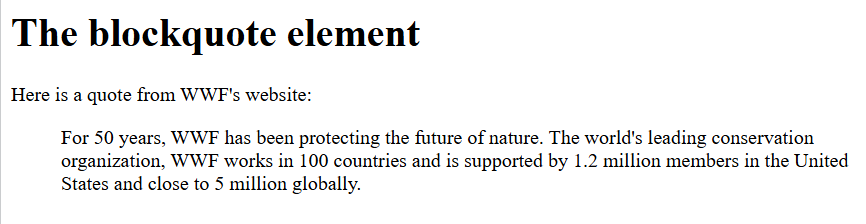 The blockquote element
Here is a quote from WWF's website:
For 50 years, WWF has been protecting the future of nature. The world's leading conservation
organization, WWF works in 100 countries and is supported by 1.2 million members in the United
States and close to 5 million globally.